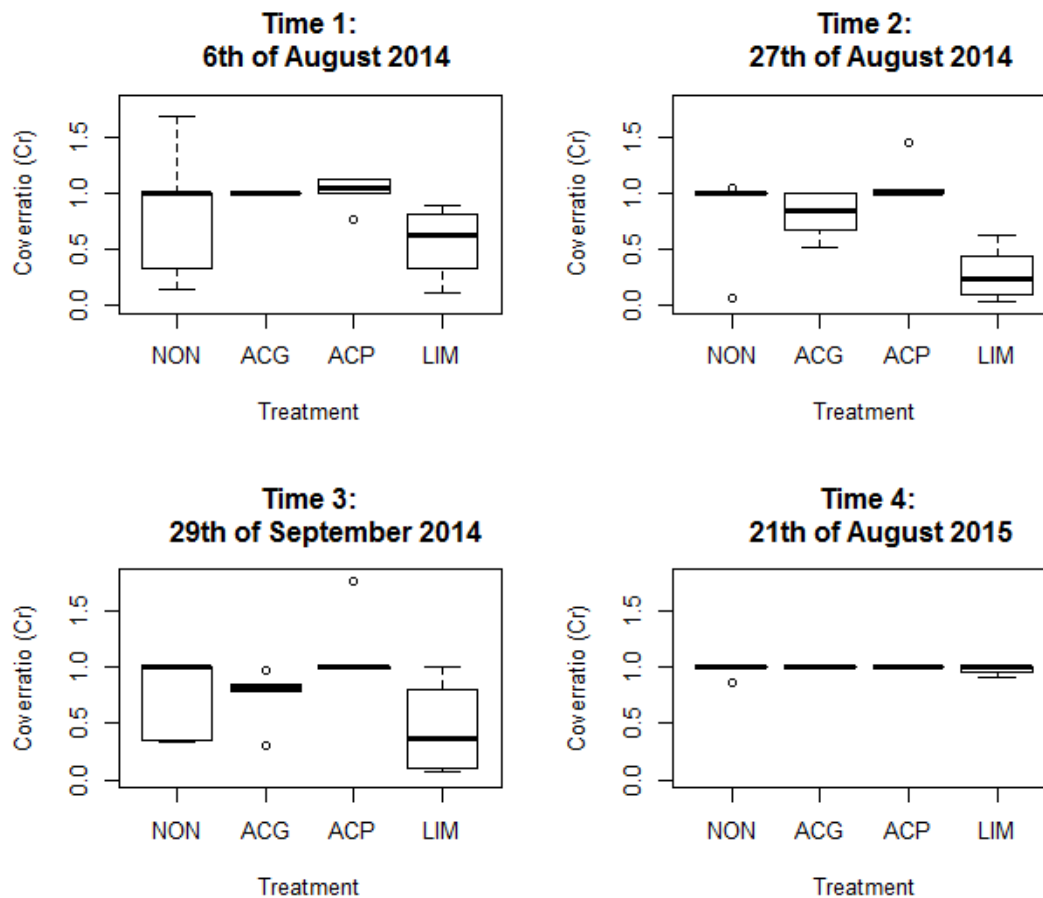 Time 1:
6th of August 2014
Coverratio (Cr)
1.5
1.0
0.5
0.0
NON ACG ACP LIM
Treatment
Time 2:
27th of August 2014
Coverratio (Cr)
1.5
1.0
0.5
0.0
NON ACG ACP LIM
Treatment
Time 3:
29th of September 2014
Coverratio (Cr)
1.5
1.0
0.5
0.0
NON ACG ACP LIM
Treatment
Time 4:
21th of August 2015
Coverratio (Cr)
1.5
1.0
0.5
0.0
NON ACG ACP LIM
Treatment